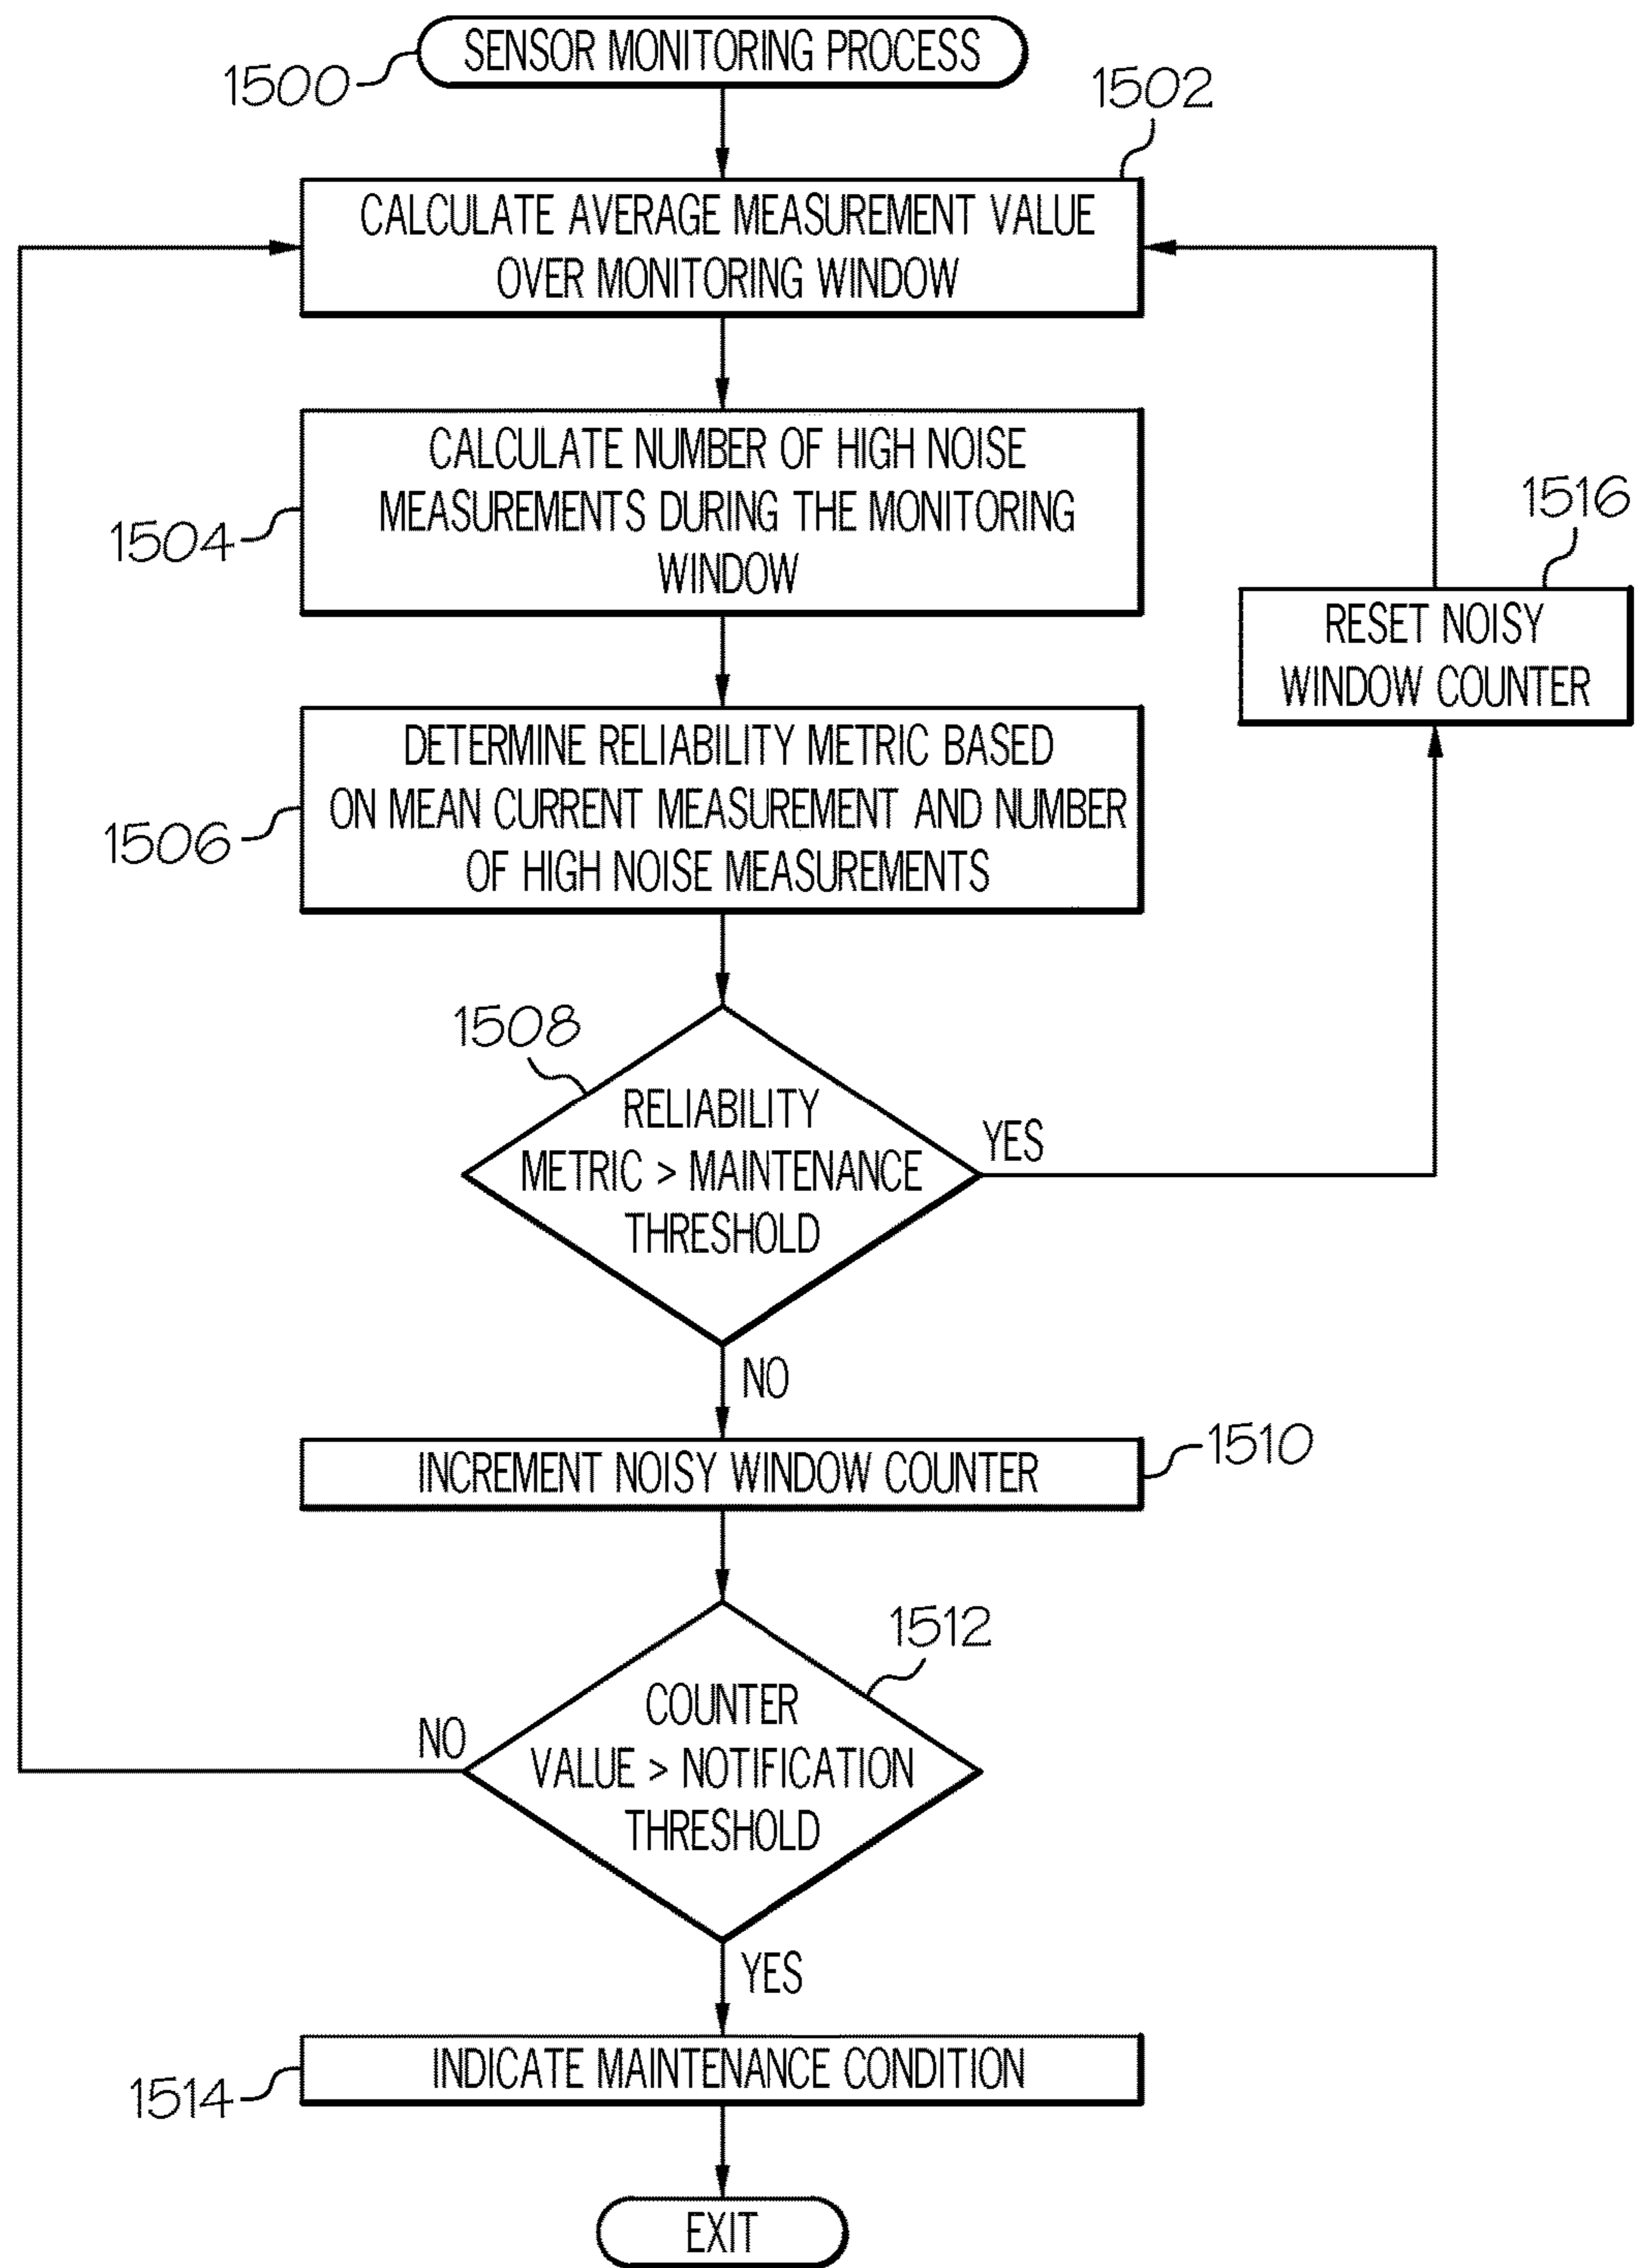 SENSOR MONITORING PROCESS
1500
1502
CALCULATE AVERAGE MEASUREMENT VALUE
OVER MONITORING WINDOW
CALCULATE NUMBER OF HIGH NOISE
MEASUREMENTS DURING THE MONITORING
WINDOW
1504
1516
RESET NOISY
WINDOW COUNTER
DETERMINE RELIABILITY METRIC BASED
ON MEAN CURRENT MEASUREMENT AND NUMBER
OF HIGH NOISE MEASUREMENTS
1506
1508
RELIABILITY
METRIC > MAINTENANCE
THRESHOLD
YES
NO
INCREMENT NOISY WINDOW COUNTER
1510
1512
COUNTER
VALUE > NOTIFICATION
THRESHOLD
NO
YES
INDICATE MAINTENANCE CONDITION
1514
EXIT